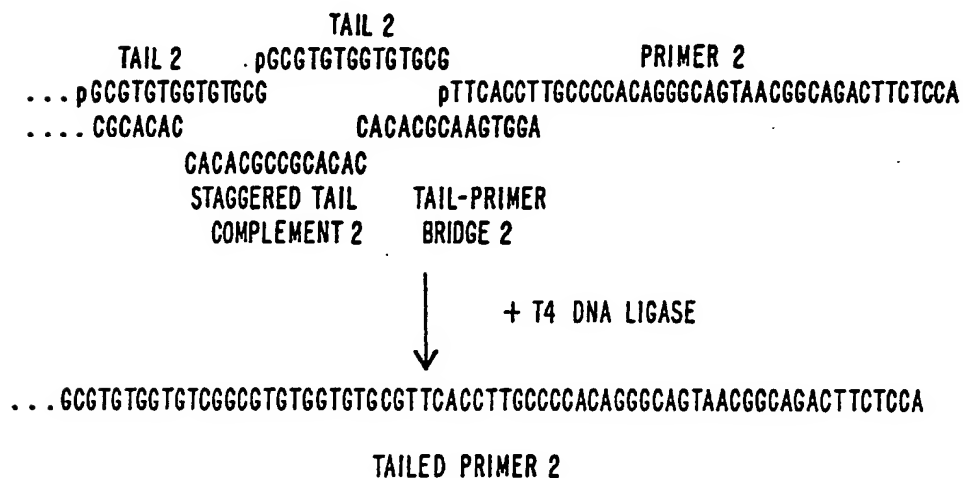 TAIL 2
TAIL 2 .pGCGTGTGGTGTGCG PRIMER 2
...pGCGTGTGGTGTGCG pTTCACCTTGCCCCACAGGGCAGTAACGGCAGACTTCTCCA
....CGCACAC CACACGCAAGTGGA
CACACGCCGCACAC
STAGGERED TAIL TAIL-PRIMER
COMPLEMENT 2 BRIDGE 2
+ T4 DNA LIGASE
...GCGTGTGGTGTCGGCGTGTGGTGTGCGTTCACCTTGCCCCACAGGGCAGTAACGGCAGACTTCTCCA
TAILED PRIMER 2